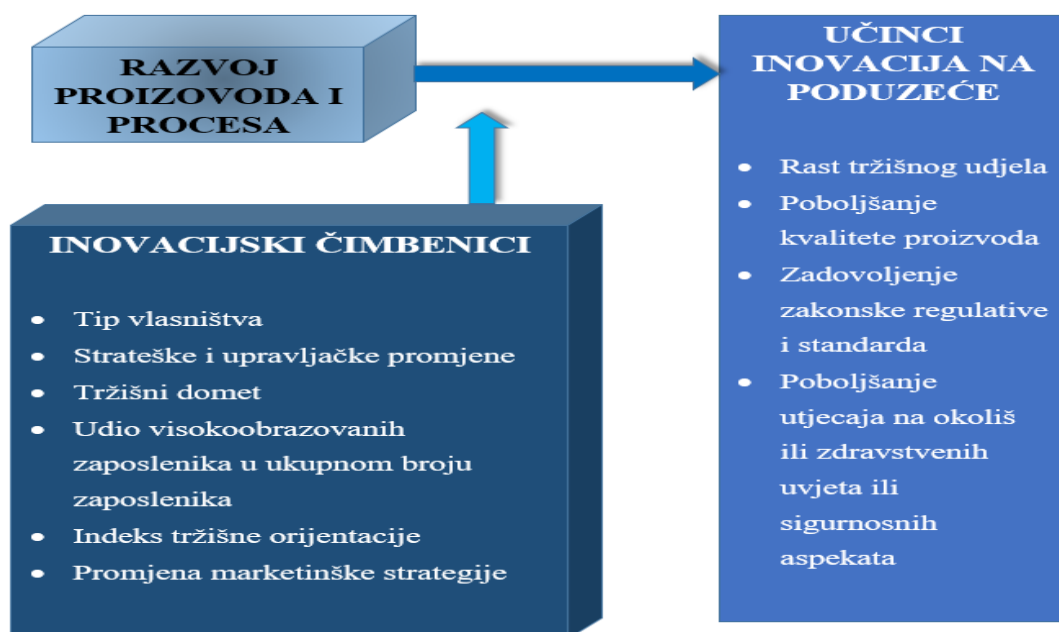 RAZVOJ
PROIZOVODA I
PROCESA
INOVACIJSKI ČIMBENICI
• Tip vlasništva
• Strateške i upravljačke promjene
• Tržišni domet
• Udio visokoobrazovanih
zaposlenika u ukupnom broju
zaposlenika
• Indeks tržišne orijentacije
• Promjena marketinške strategije
UČINCI
INOVACIJA NA
PODUZEĆE
• Rast tržišnog udjela
• Poboljšanje
kvalitete proizvoda
• Zadovoljenje
zakonske regulative
i standarda
• Poboljšanje
utjecaja na okoliš
ili zdravstvenih
uvjeta ili
sigurnosnih
aspekata